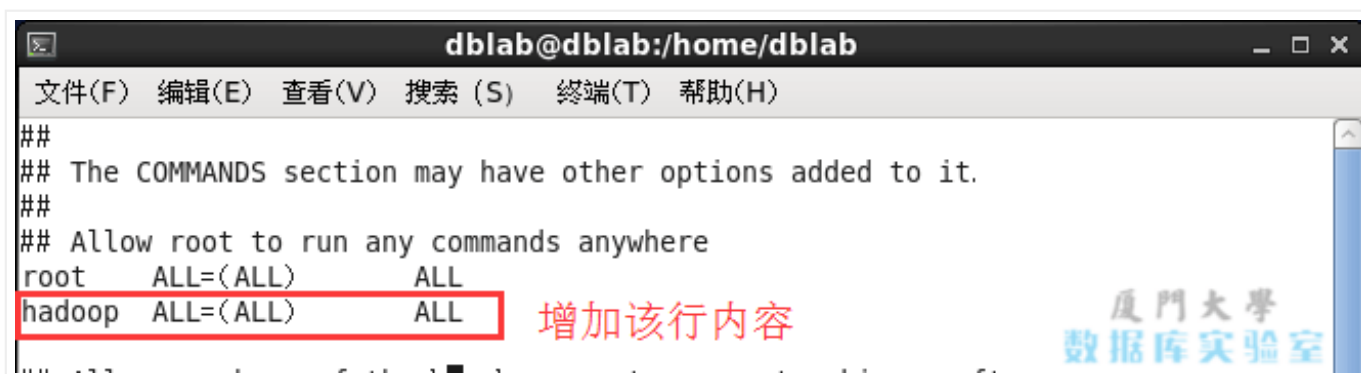 dblab@dblab:/home/dblab
文件(F) 编辑(E) 查看(V) 搜索 (S) 终端(T) 帮助(H)
##
## The COMMANDS section may have other options added to it.
##
## Allow root to run any commands anywhere
root ALL=(ALL) ALL
hadoop ALL=(ALL) ALL
增加该行内容
厦門大學
数据库实验室